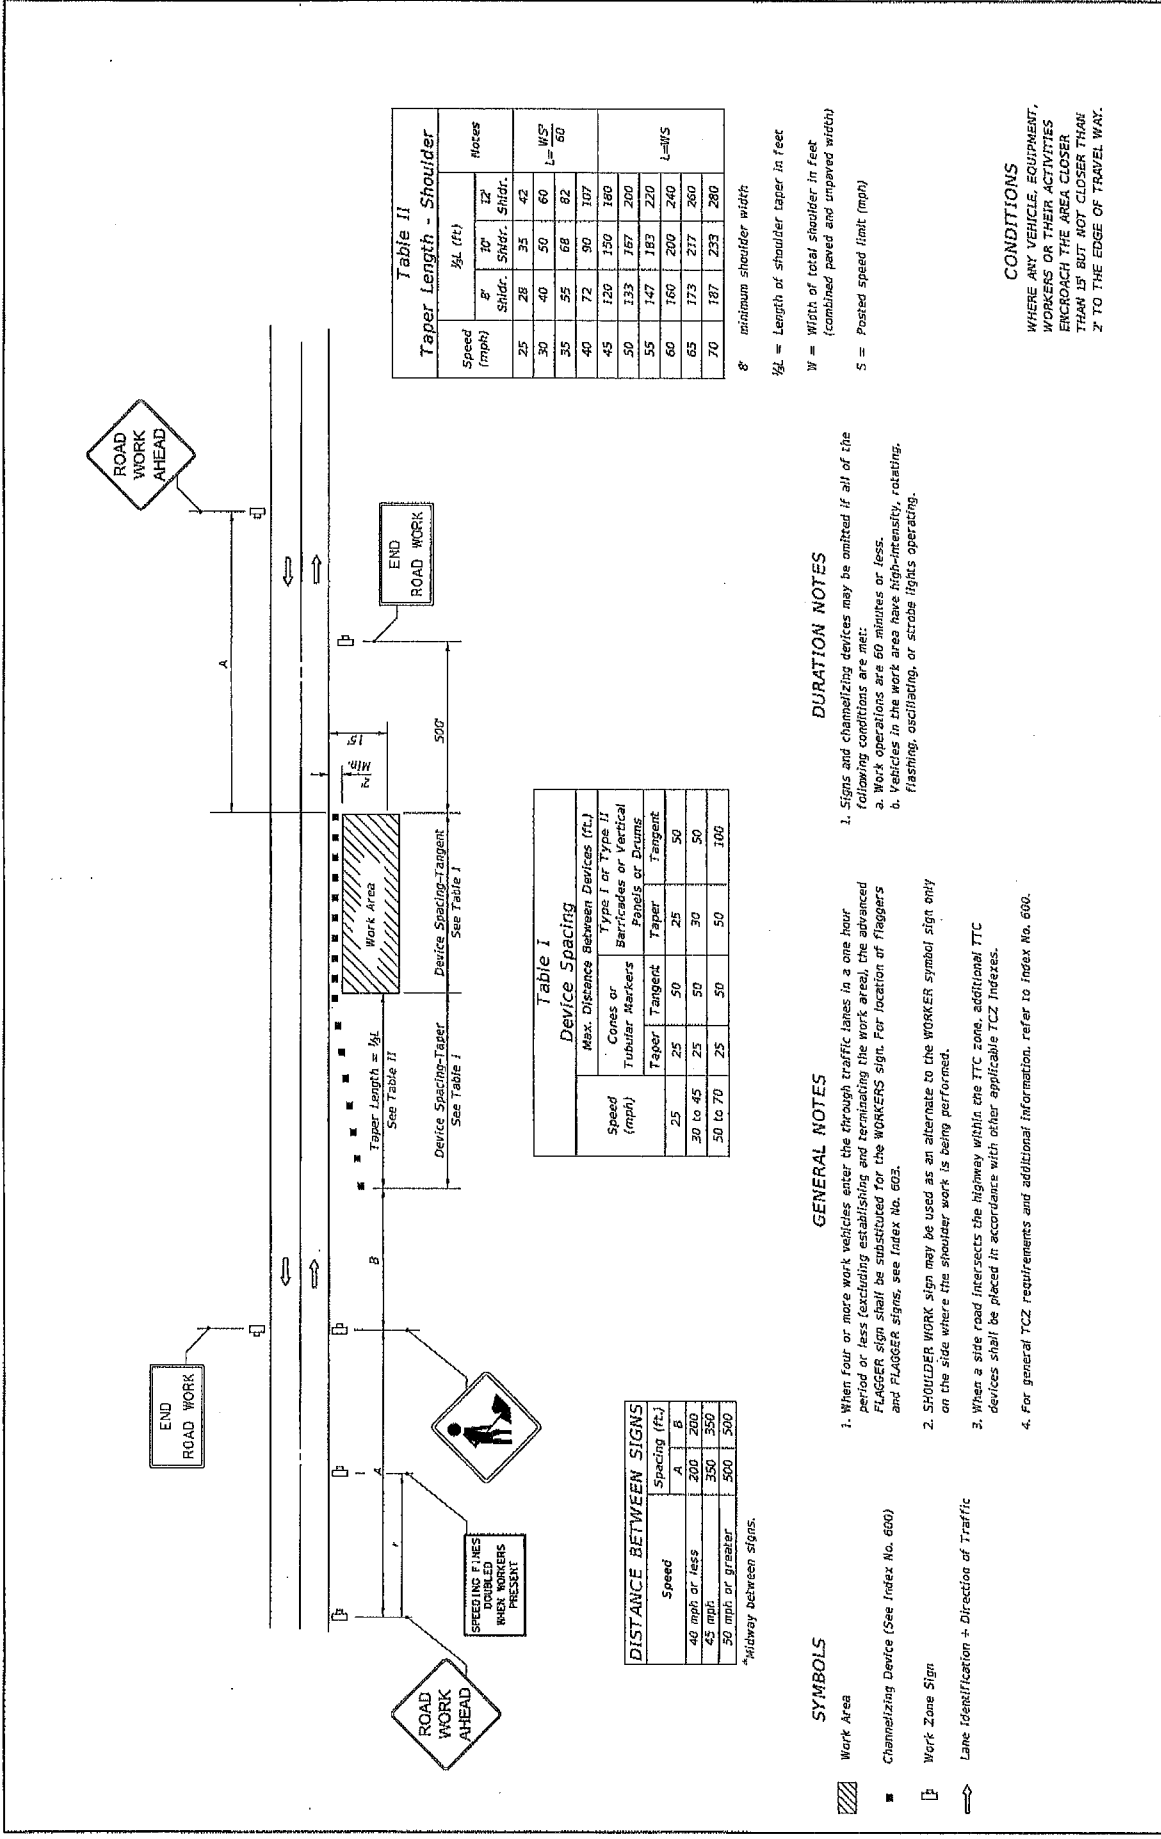 ROAD
WORK
AHEAD
SPEEDING FINES
DOUBLED
WHEN WORKERS
PRESENT
END
ROAD WORK
A
B
Taper Length = ⅓L
See Table II
Device Spacing-Taper
See Table I
Work Area
Device Spacing-Tangent
See Table I
2' Min.
15'
500'
END
ROAD WORK
A
ROAD
WORK
AHEAD
DISTANCE BETWEEN SIGNS
Speed Spacing (ft.)
A B
40 mph or less 200 200
45 mph 350 350
50 mph or greater 500 500
*Midway between signs.
Table I
Device Spacing
Speed (mph) Max. Distance Between Devices (ft.)
Cones or Tubular Markers Type I or Type II Barricades or Vertical Panels or Drums
Taper Tangent Taper Tangent
25 25 50 25 50
30 to 45 25 50 30 50
50 to 70 25 50 50 100
Table II
Taper Length - Shoulder
Speed (mph) ⅓L (ft) Notes
8' Shldr. 10' Shldr. 12' Shldr.
25 28 35 42
30 40 50 60
35 55 68 82
40 72 90 107
L= WS² / 60
45 120 150 180
50 133 167 200
55 147 183 220
60 160 200 240
65 173 217 260
70 187 233 280
L=WS
8' minimum shoulder width
⅓L = Length of shoulder taper in feet
W = Width of total shoulder in feet
(combined paved and unpaved width)
S = Posted speed limit (mph)
SYMBOLS
Work Area
Channelizing Device (See Index No. 600)
Work Zone Sign
Lane Identification + Direction of Traffic
GENERAL NOTES
1. When four or more work vehicles enter the through traffic lanes in a one hour
period or less (excluding establishing and terminating the work area), the advanced
FLAGGER sign shall be substituted for the WORKERS sign. For location of flaggers
and FLAGGER signs, see Index No. 603.
2. SHOULDER WORK sign may be used as an alternate to the WORKER symbol sign only
on the side where the shoulder work is being performed.
3. When a side road intersects the highway within the TTC zone, additional TTC
devices shall be placed in accordance with other applicable TCZ Indexes.
4. For general TCZ requirements and additional information, refer to Index No. 600.
DURATION NOTES
1. Signs and channelizing devices may be omitted if all of the
following conditions are met:
a. Work operations are 60 minutes or less.
b. Vehicles in the work area have high-intensity, rotating,
flashing, oscillating, or strobe lights operating.
CONDITIONS
WHERE ANY VEHICLE, EQUIPMENT,
WORKERS OR THEIR ACTIVITIES
ENCROACH THE AREA CLOSER
THAN 15' BUT NOT CLOSER THAN
2' TO THE EDGE OF TRAVEL WAY.